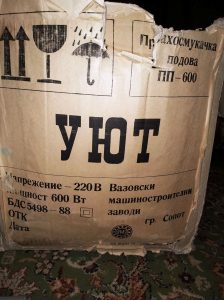 Прахосмукачка
подова
ПП-600
УЮТ
Напрежение – 220 В
мощност 600 Вт
БДС 5498 - 88
ОТК
Дата
Вазовски
машиностроителни
заводи
гр. Сопот